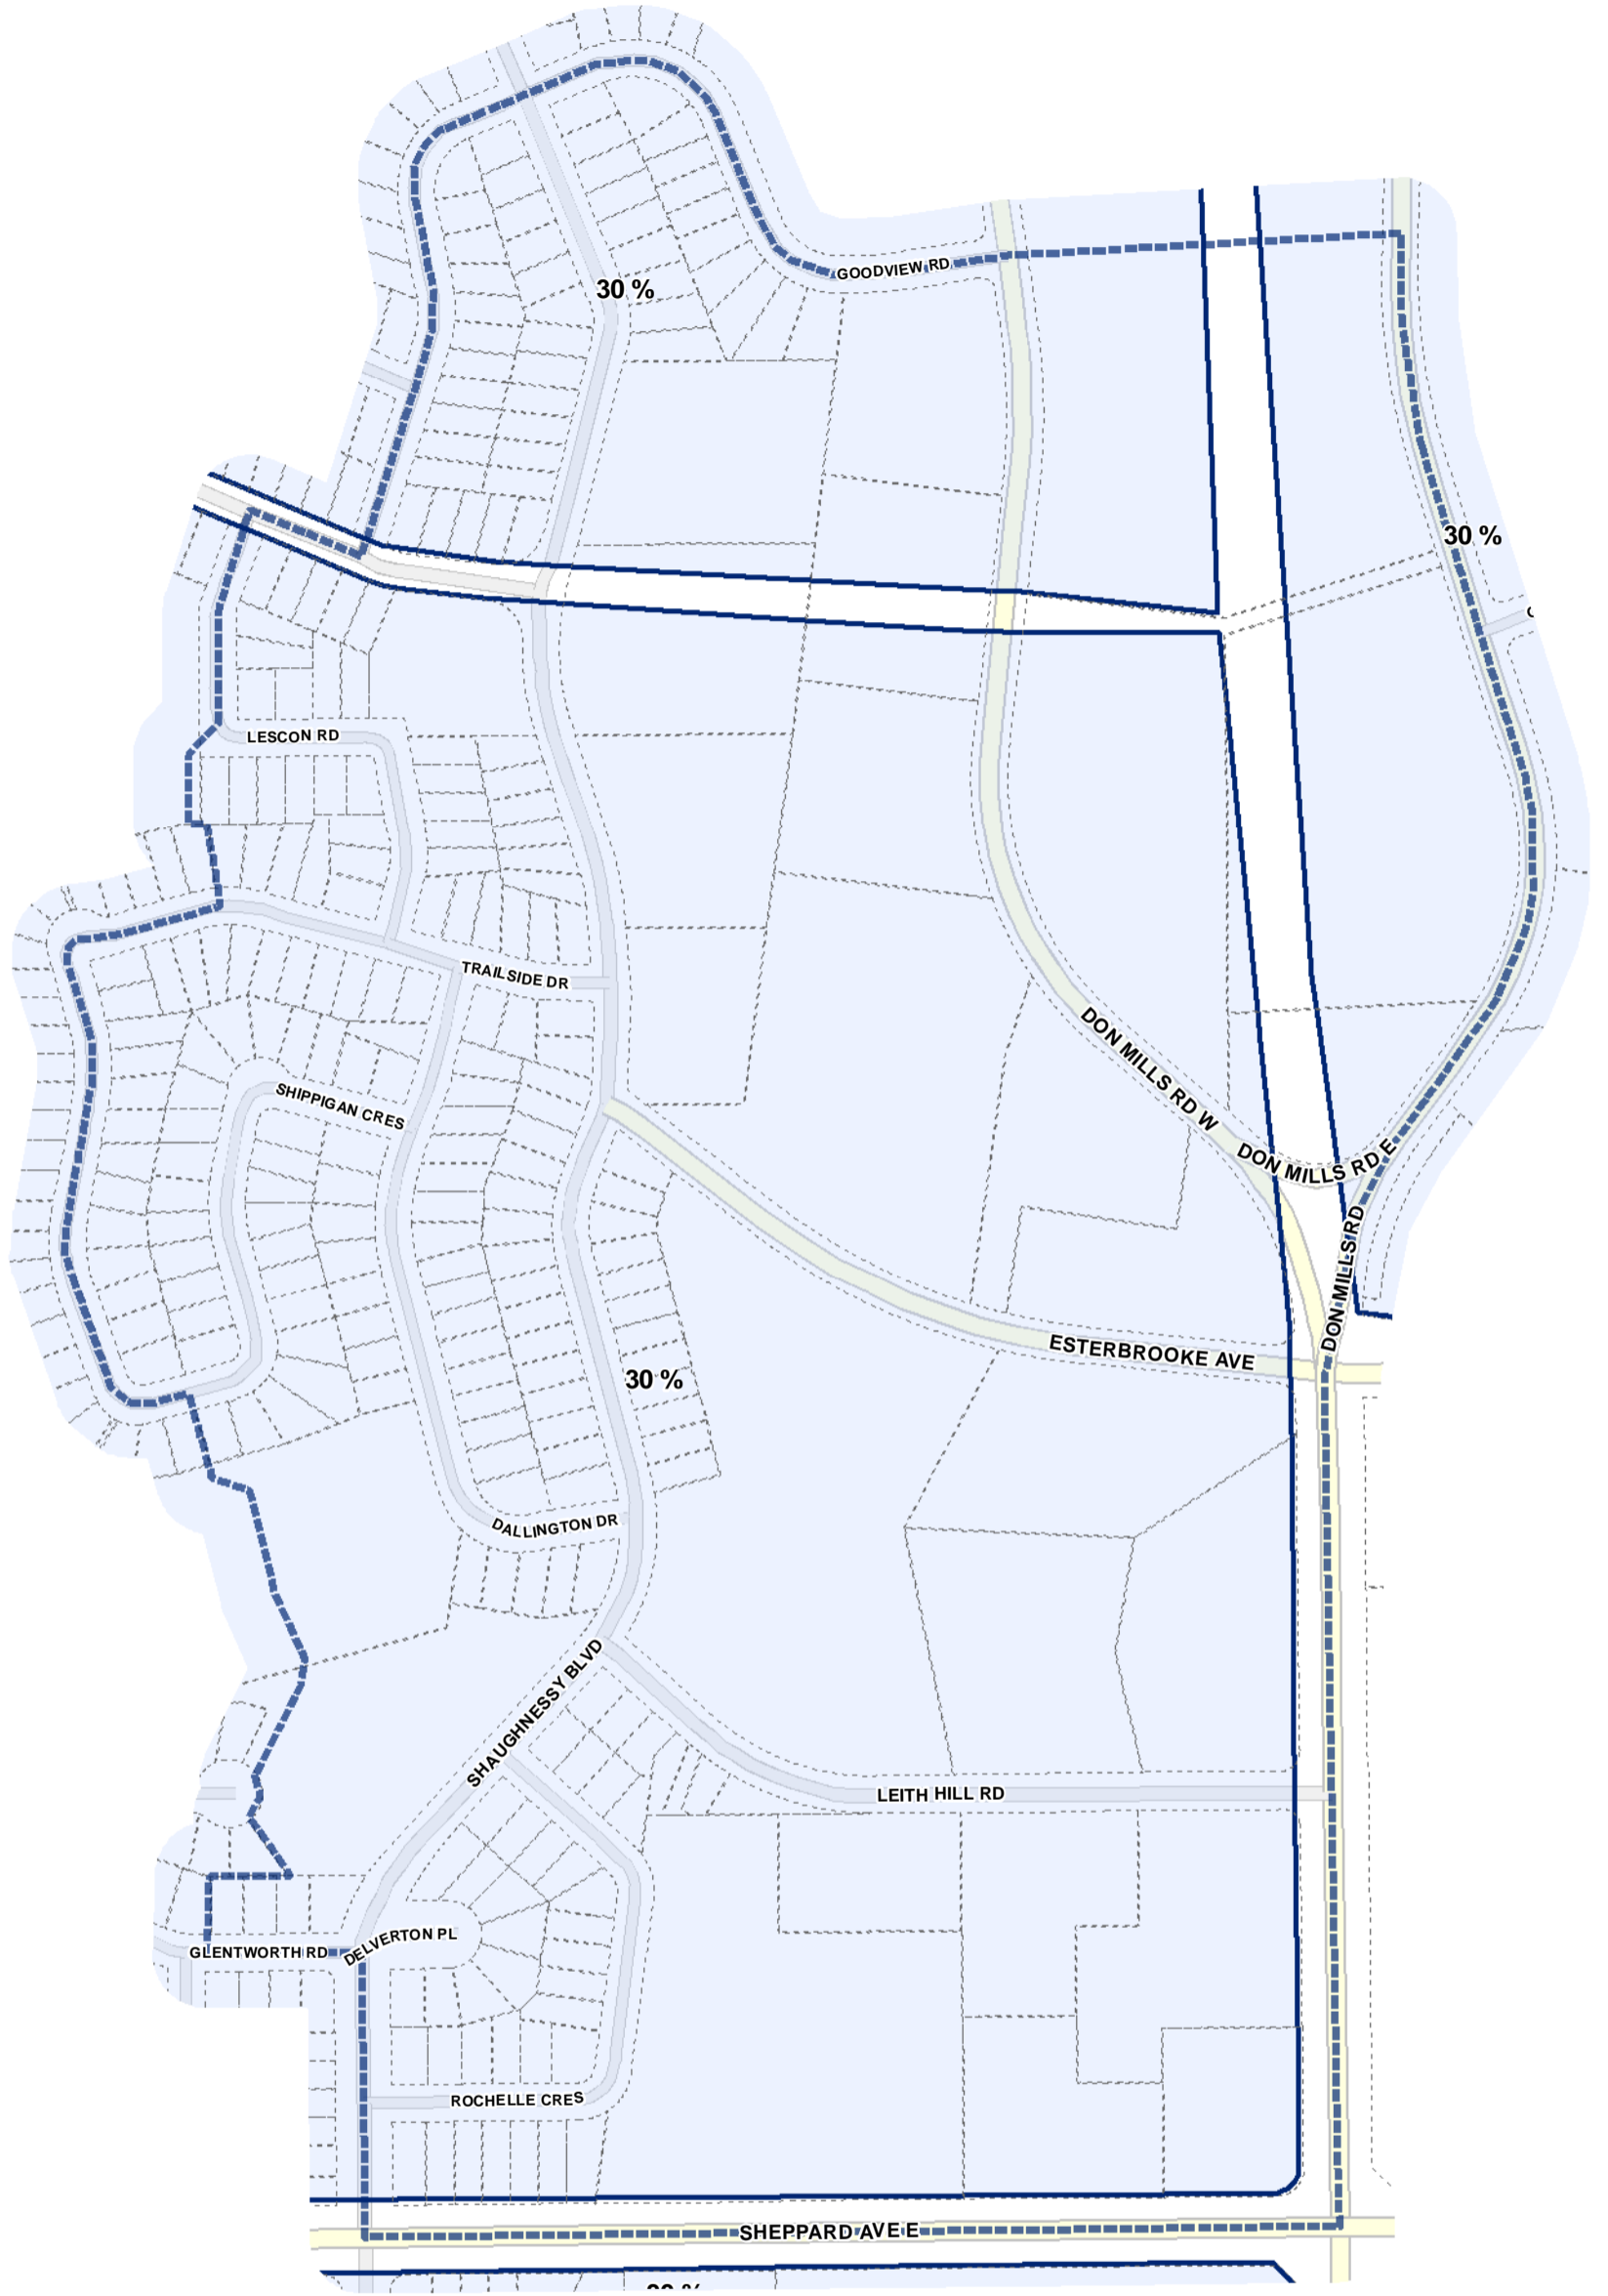 GOODVIEW RD
30 %
30 %
LESCON RD
TRAILSIDE DR
DON MILLS RD W
SHIPPIGAN CRES
DON MILLS RD E
DON MILLS RD
ESTERBROOKE AVE
30 %
DALLINGTON DR
SHAUGHNESSY BLVD
LEITH HILL RD
DELVERTON PL
GLENTWORTH RD
ROCHELLE CRES
SHEPPARD AVE E